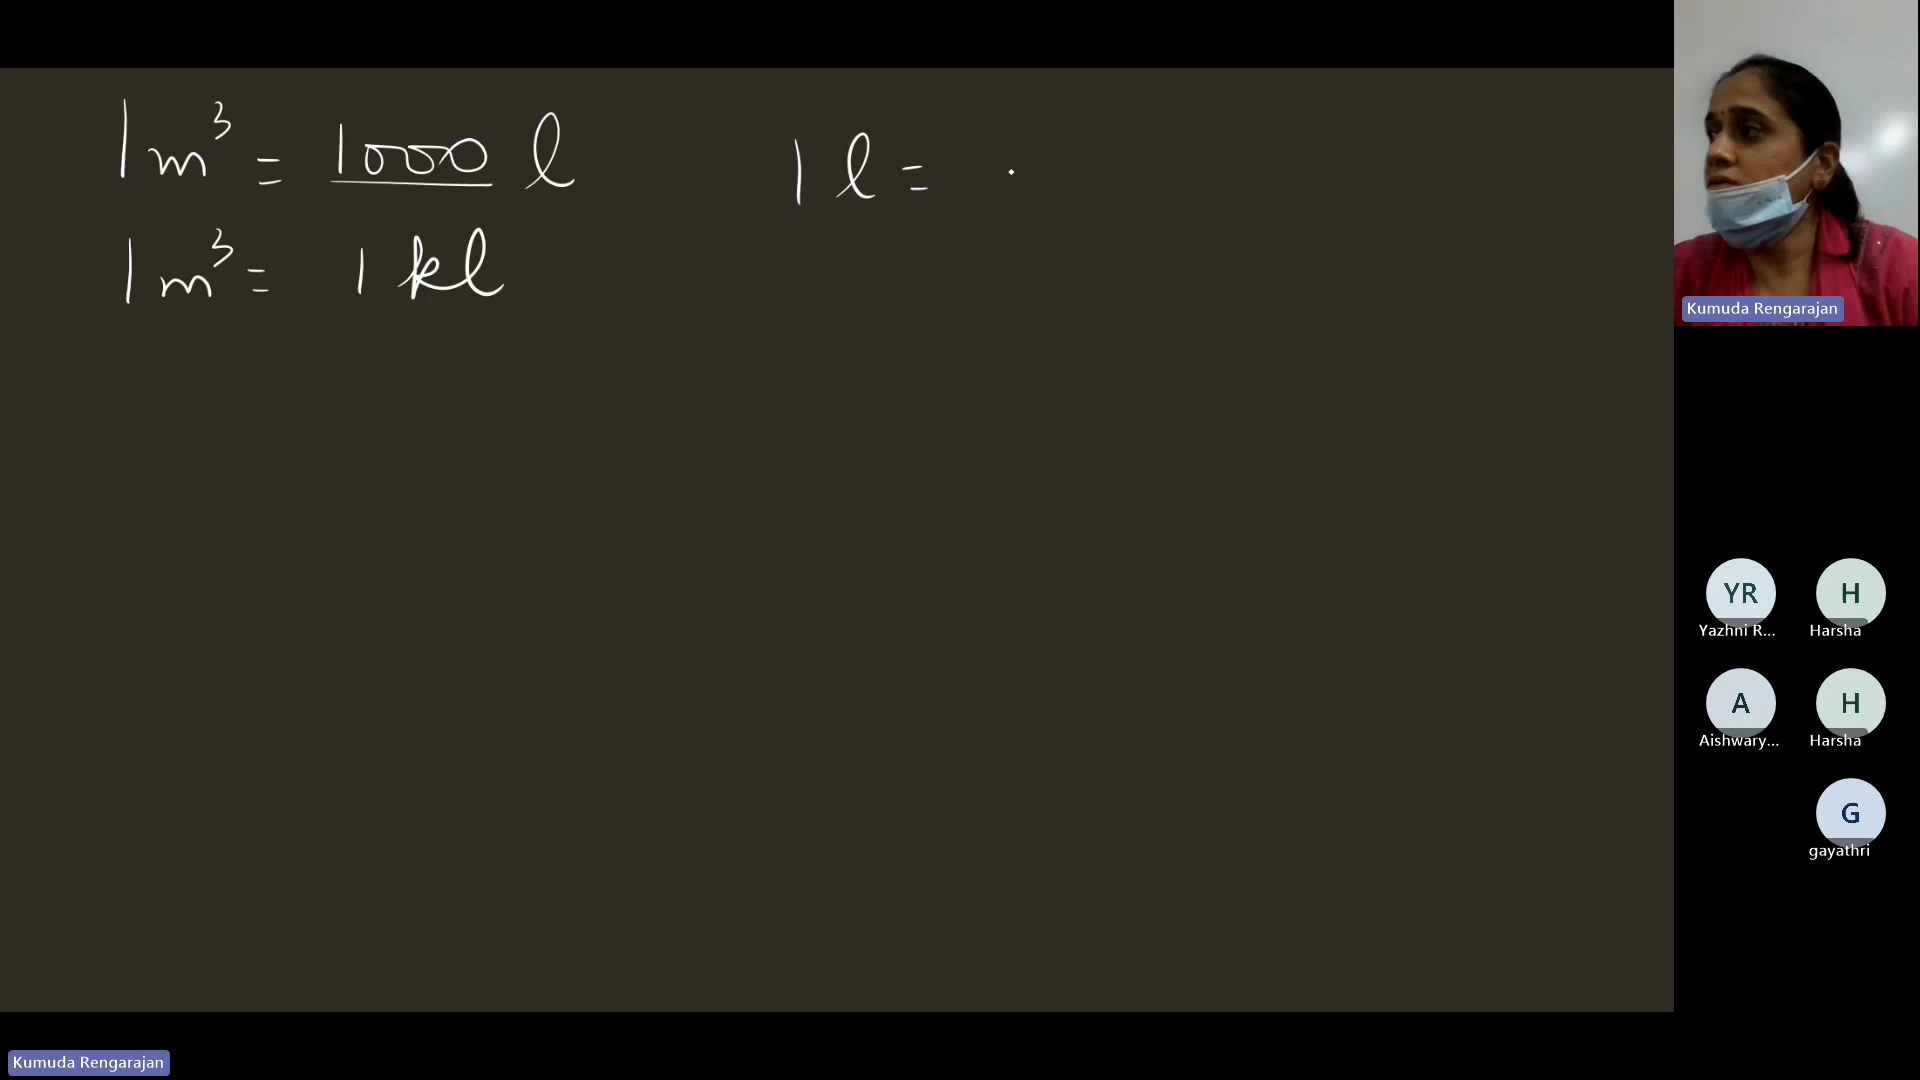 1 m³ = 1000 l
1 l =
1 m³ = 1 kl
Kumuda Rengarajan
YR
H
Yazhni R...
Harsha
A
H
Aishwary...
Harsha
G
gayathri
Kumuda Rengarajan